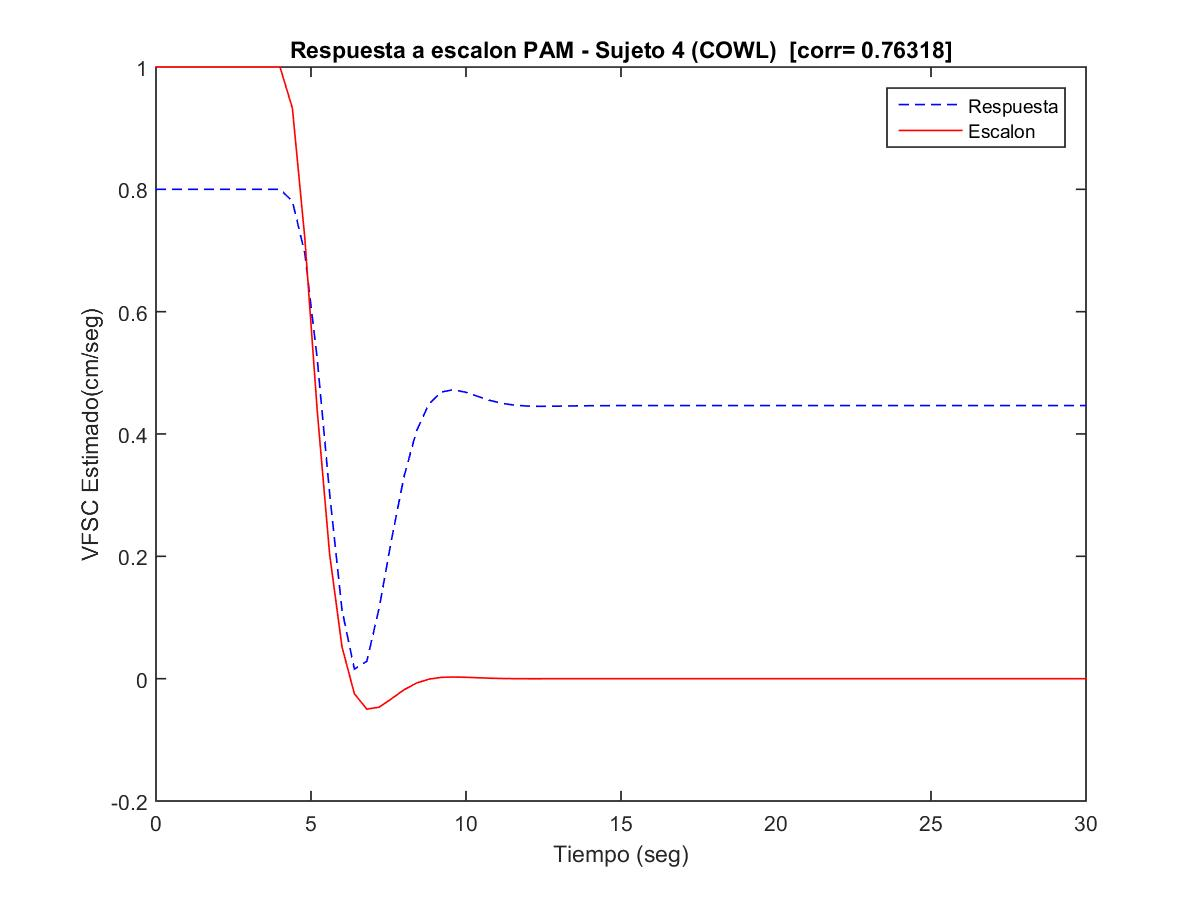 Respuesta a escalon PAM - Sujeto 4 (COWL)  [corr= 0.76318]
Respuesta
Escalon
VFSC Estimado(cm/seg)
1
0.8
0.6
0.4
0.2
0
-0.2
0 5 10 15 20 25 30
Tiempo (seg)